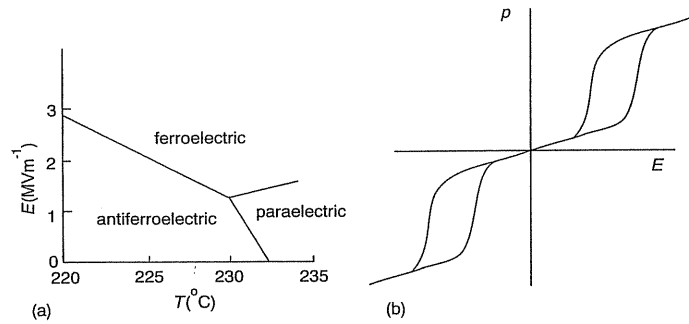 3
2
1
0
E(MVm⁻¹)
ferroelectric
antiferroelectric
paraelectric
220
225
230
235
T(°C)
(a)
p
E
(b)